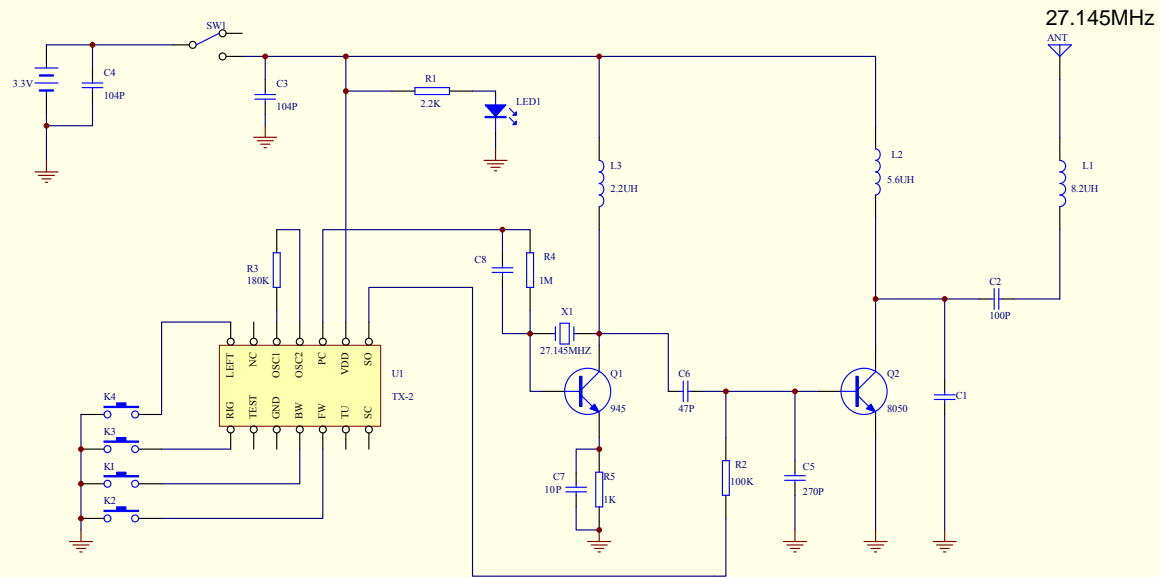 27.145MHz
ANT
SW1
3.3V
C4
104P
C3
104P
R1
2.2K
LED1
L3
2.2UH
L2
5.6UH
L1
8.2UH
R3
180K
C8
R4
1M
X1
27.145MHZ
C2
100P
LEFT
NC
OSC1
OSC2
PC
VDD
SO
RIG
TEST
GND
BW
FW
TU
SC
U1
TX-2
Q1
945
C6
47P
Q2
8050
C1
K4
K3
K1
K2
C7
10P
R5
1K
R2
100K
C5
270P